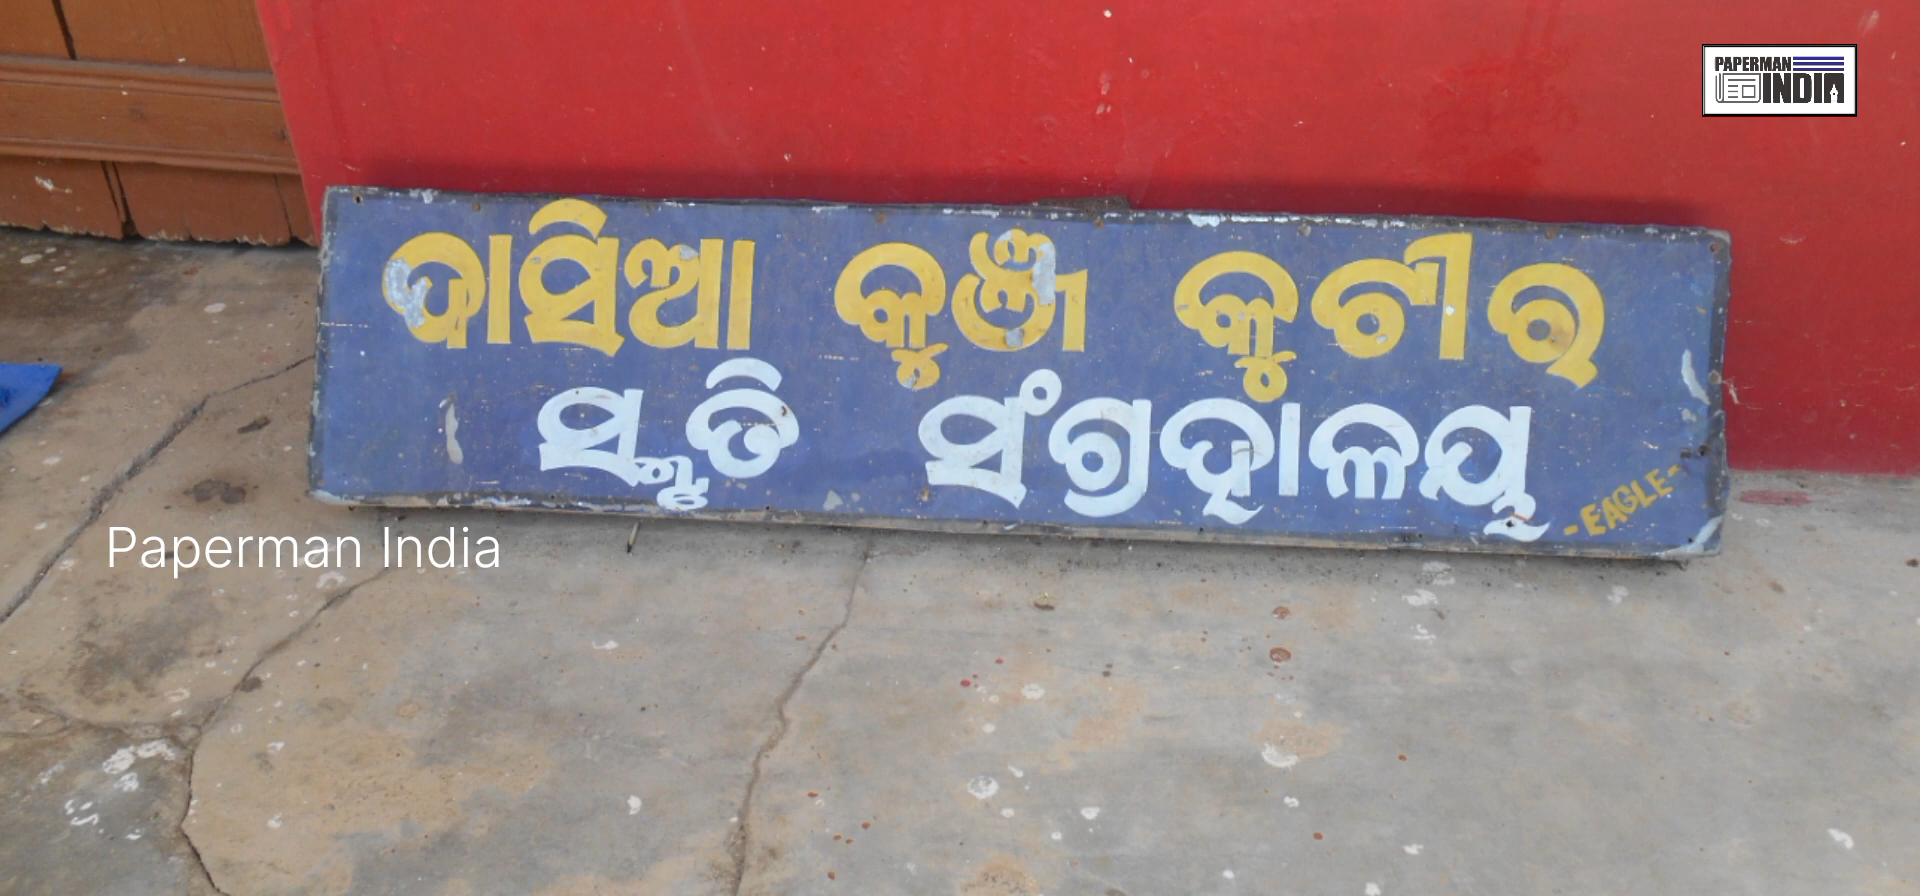 PAPERMAN
INDIA
ଦାସିଆ କୁଞ୍ଜ କୁଟୀର
ସ୍ମୃତି ସଂଗ୍ରହାଳୟ
- EAGLE -
Paperman India